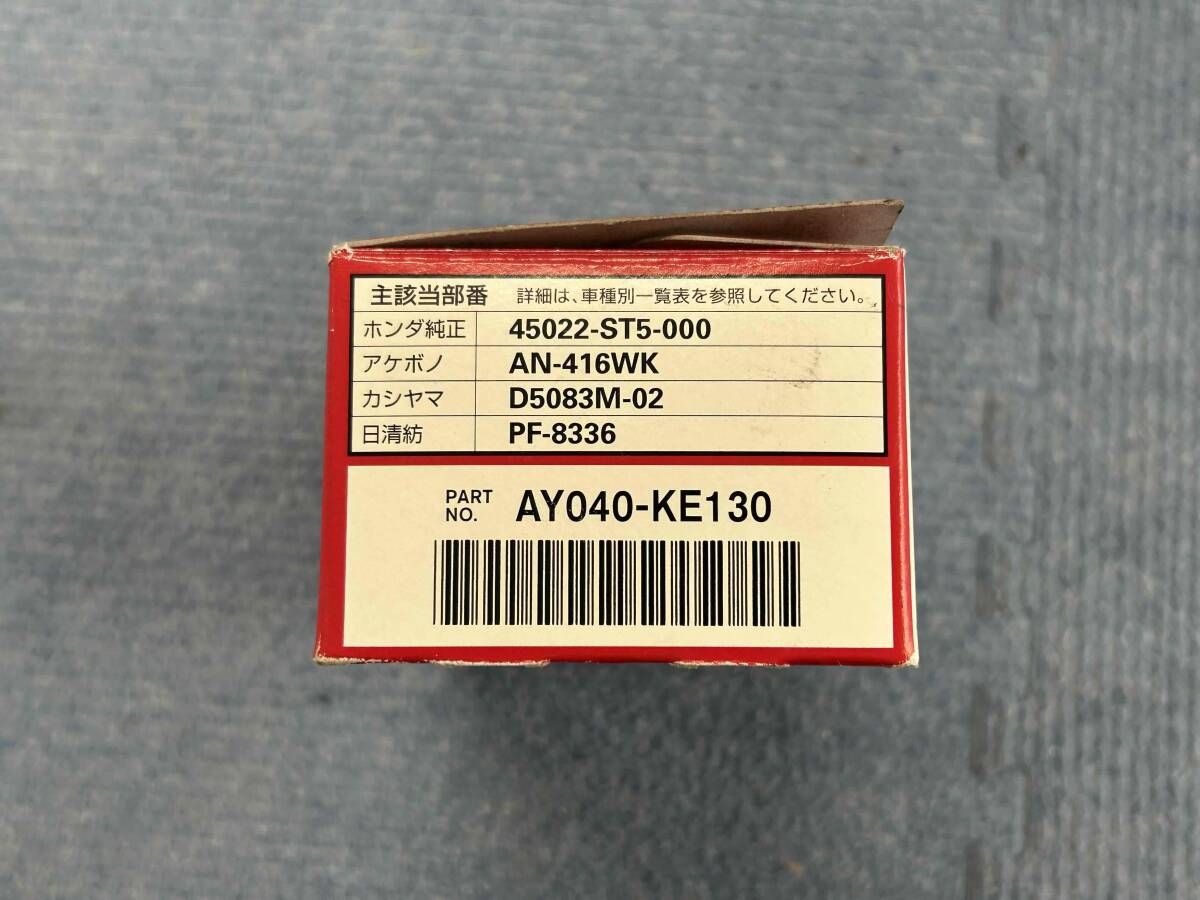 主該当部番 詳細は、車種別一覧表を参照してください。
ホンダ純正 45022-ST5-000
アケボノ AN-416WK
カシヤマ D5083M-02
日清紡 PF-8336
PART NO. AY040-KE130